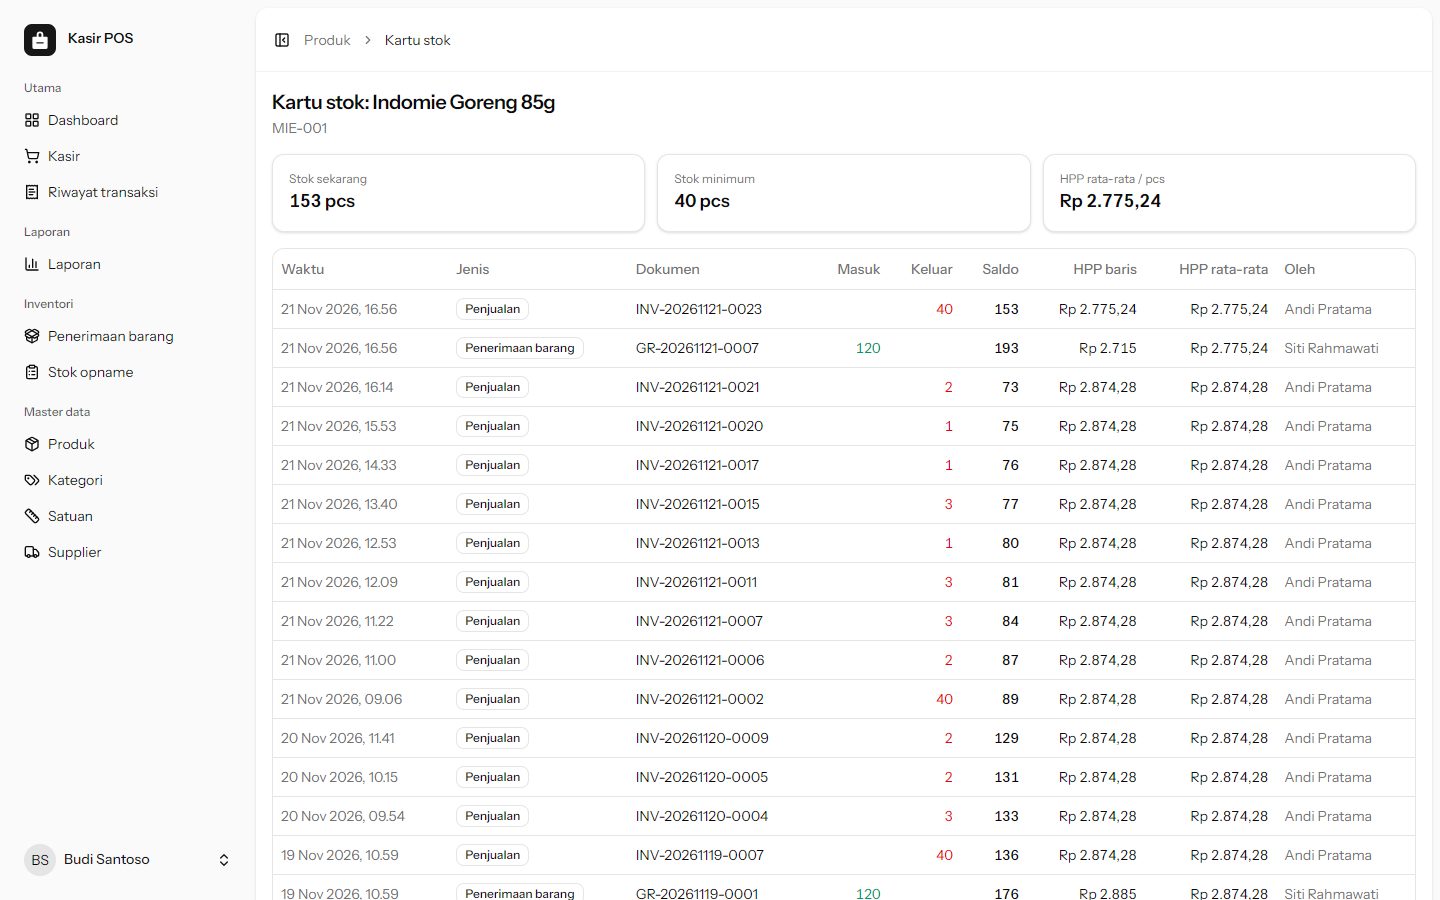 Kasir POS
Utama
Dashboard
Kasir
Riwayat transaksi
Laporan
Laporan
Inventori
Penerimaan barang
Stok opname
Master data
Produk
Kategori
Satuan
Supplier
BS Budi Santoso
Produk > Kartu stok
Kartu stok: Indomie Goreng 85g
MIE-001
Stok sekarang
153 pcs
Stok minimum
40 pcs
HPP rata-rata / pcs
Rp 2.775,24
Waktu Jenis Dokumen Masuk Keluar Saldo HPP baris HPP rata-rata Oleh
21 Nov 2026, 16.56 Penjualan INV-20261121-0023 40 153 Rp 2.775,24 Rp 2.775,24 Andi Pratama
21 Nov 2026, 16.56 Penerimaan barang GR-20261121-0007 120 193 Rp 2.715 Rp 2.775,24 Siti Rahmawati
21 Nov 2026, 16.14 Penjualan INV-20261121-0021 2 73 Rp 2.874,28 Rp 2.874,28 Andi Pratama
21 Nov 2026, 15.53 Penjualan INV-20261121-0020 1 75 Rp 2.874,28 Rp 2.874,28 Andi Pratama
21 Nov 2026, 14.33 Penjualan INV-20261121-0017 1 76 Rp 2.874,28 Rp 2.874,28 Andi Pratama
21 Nov 2026, 13.40 Penjualan INV-20261121-0015 3 77 Rp 2.874,28 Rp 2.874,28 Andi Pratama
21 Nov 2026, 12.53 Penjualan INV-20261121-0013 1 80 Rp 2.874,28 Rp 2.874,28 Andi Pratama
21 Nov 2026, 12.09 Penjualan INV-20261121-0011 3 81 Rp 2.874,28 Rp 2.874,28 Andi Pratama
21 Nov 2026, 11.22 Penjualan INV-20261121-0007 3 84 Rp 2.874,28 Rp 2.874,28 Andi Pratama
21 Nov 2026, 11.00 Penjualan INV-20261121-0006 2 87 Rp 2.874,28 Rp 2.874,28 Andi Pratama
21 Nov 2026, 09.06 Penjualan INV-20261121-0002 40 89 Rp 2.874,28 Rp 2.874,28 Andi Pratama
20 Nov 2026, 11.41 Penjualan INV-20261120-0009 2 129 Rp 2.874,28 Rp 2.874,28 Andi Pratama
20 Nov 2026, 10.15 Penjualan INV-20261120-0005 2 131 Rp 2.874,28 Rp 2.874,28 Andi Pratama
20 Nov 2026, 09.54 Penjualan INV-20261120-0004 3 133 Rp 2.874,28 Rp 2.874,28 Andi Pratama
19 Nov 2026, 10.59 Penjualan INV-20261119-0007 40 136 Rp 2.874,28 Rp 2.874,28 Andi Pratama
19 Nov 2026, 10.59 Penerimaan barang GR-20261119-0001 120 176 Rp 2.885 Rp 2.874,28 Siti Rahmawati